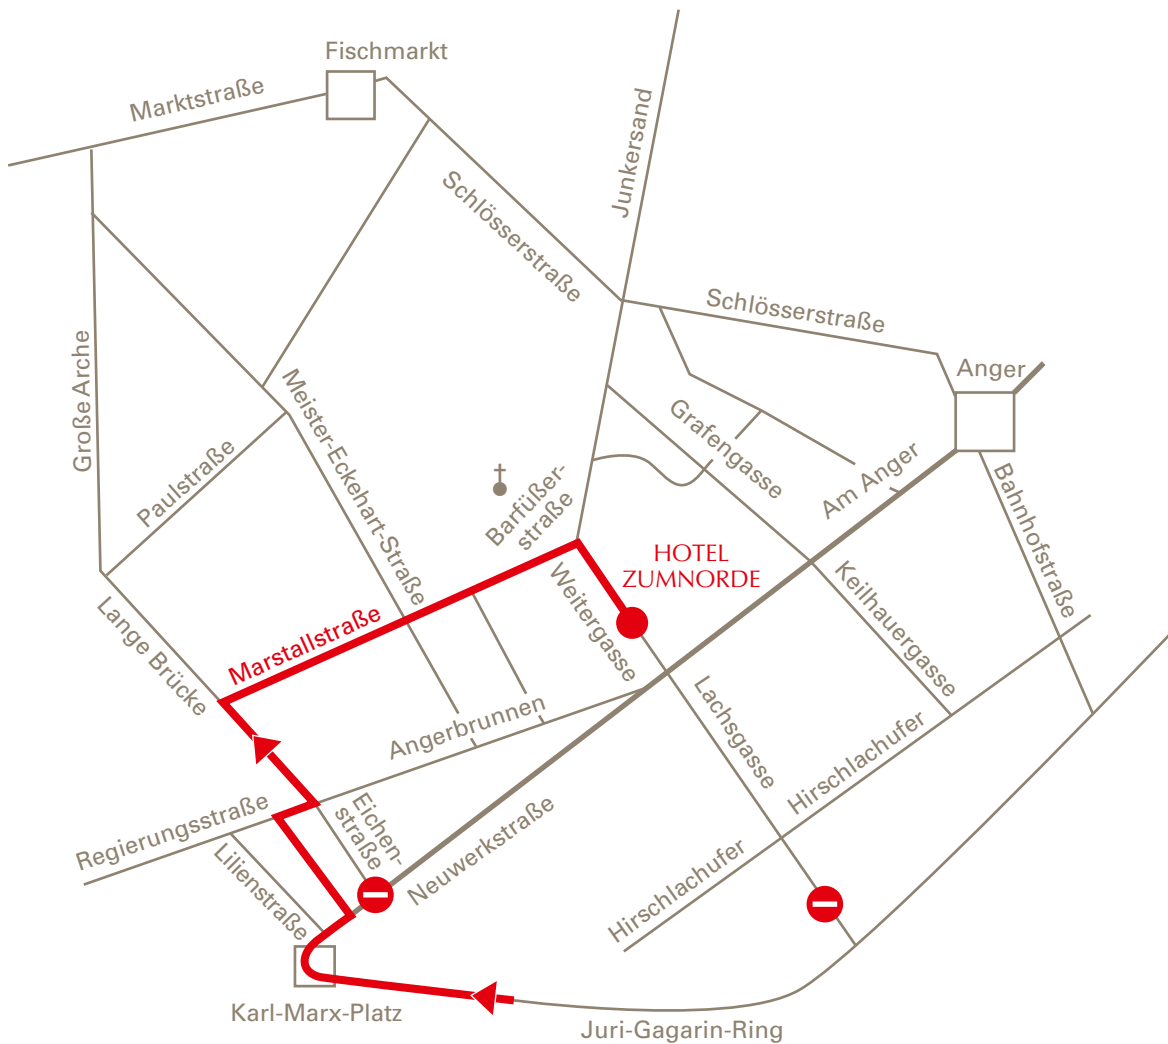 Fischmarkt
Marktstraße
Junkersand
Schlösserstraße
Schlösserstraße
Anger
Große Arche
Meister-Eckehart-Straße
Paulstraße
Grafengasse
Am Anger
Bahnhofstraße
Barfüßer-
straße
HOTEL
ZUMNORDE
Weitergasse
Keilhauergasse
Lange Brücke
Marstallstraße
Angerbrunnen
Lachsgasse
Hirschlachufer
Regierungsstraße
Eichen-
straße
Neuwerkstraße
Lilienstraße
Hirschlachufer
Karl-Marx-Platz
Juri-Gagarin-Ring